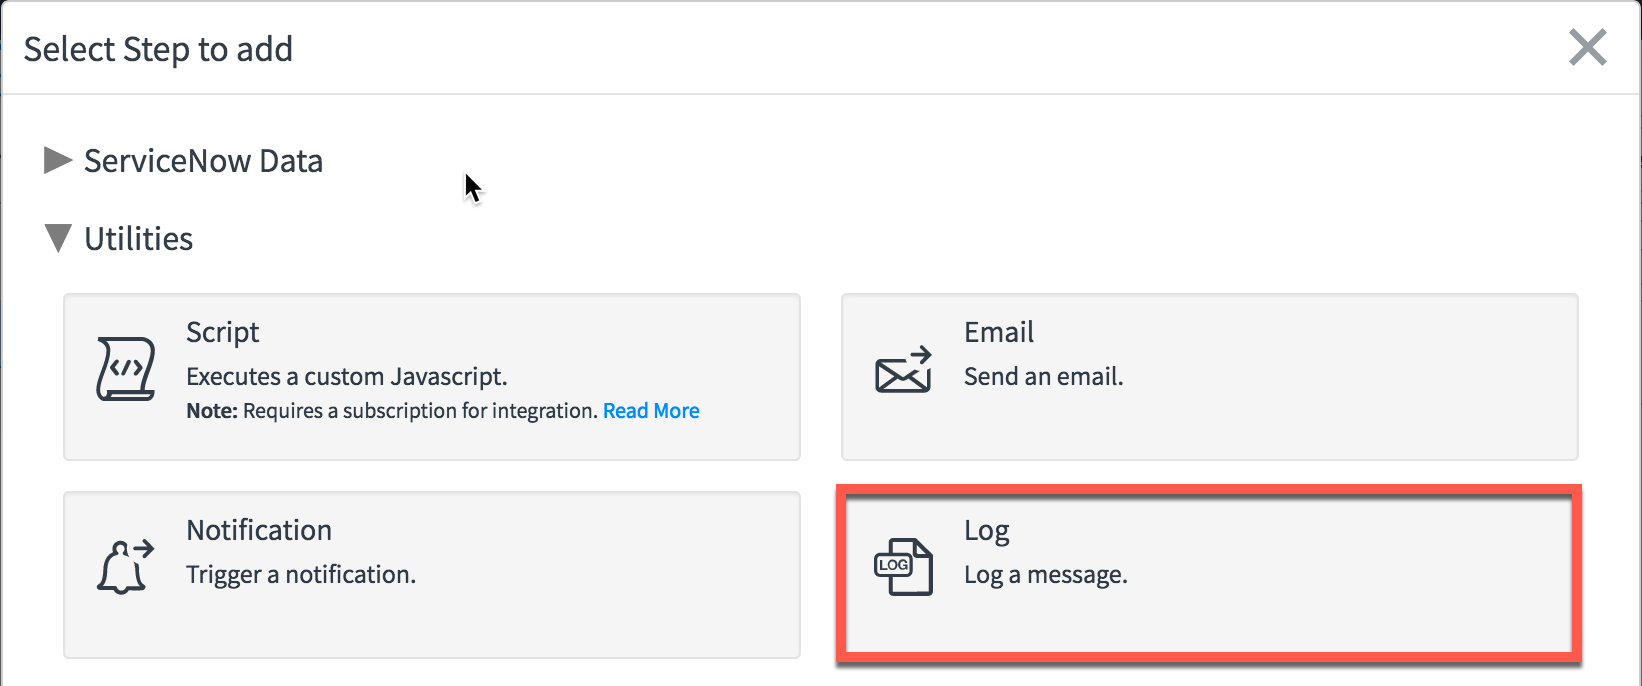 Select Step to add
ServiceNow Data
Utilities
Script
Executes a custom Javascript.
Note: Requires a subscription for integration. Read More
Email
Send an email.
Notification
Trigger a notification.
LOG
Log
Log a message.